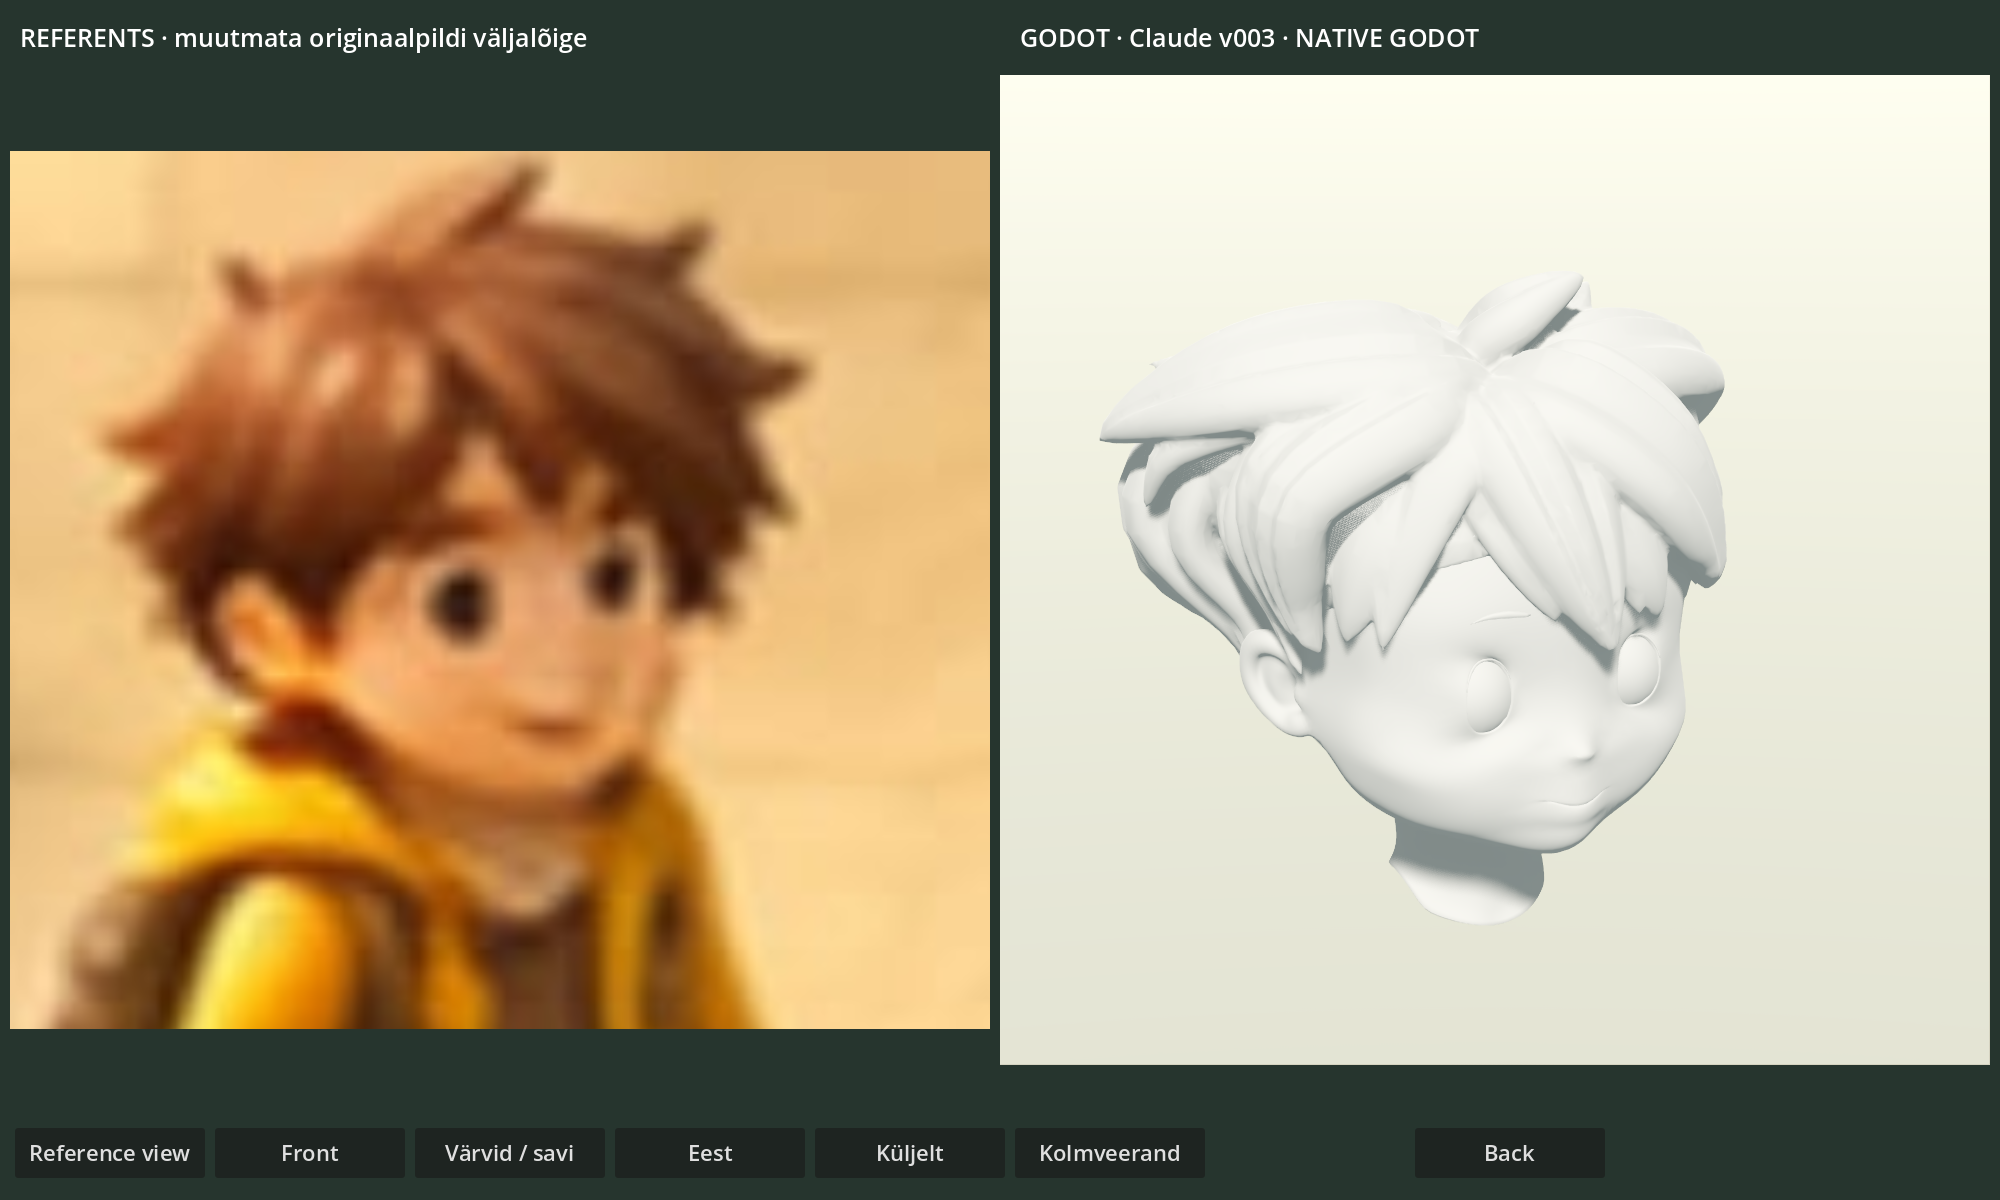 REFERENTS · muutmata originaalpildi väljalõige
GODOT · Claude v003 · NATIVE GODOT
Reference view
Front
Värvid / savi
Eest
Küljelt
Kolmveerand
Back